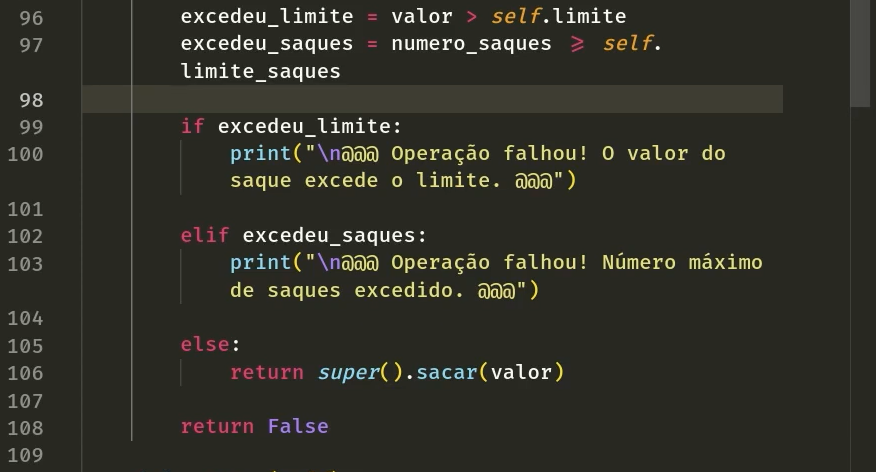 96 excedeu_limite = valor > self.limite
97 excedeu_saques = numero_saques >= self.
limite_saques
98
99 if excedeu_limite:
100 print("\n@@@ Operação falhou! O valor do
saque excede o limite. @@@")
101
102 elif excedeu_saques:
103 print("\n@@@ Operação falhou! Número máximo
de saques excedido. @@@")
104
105 else:
106 return super().sacar(valor)
107
108 return False
109